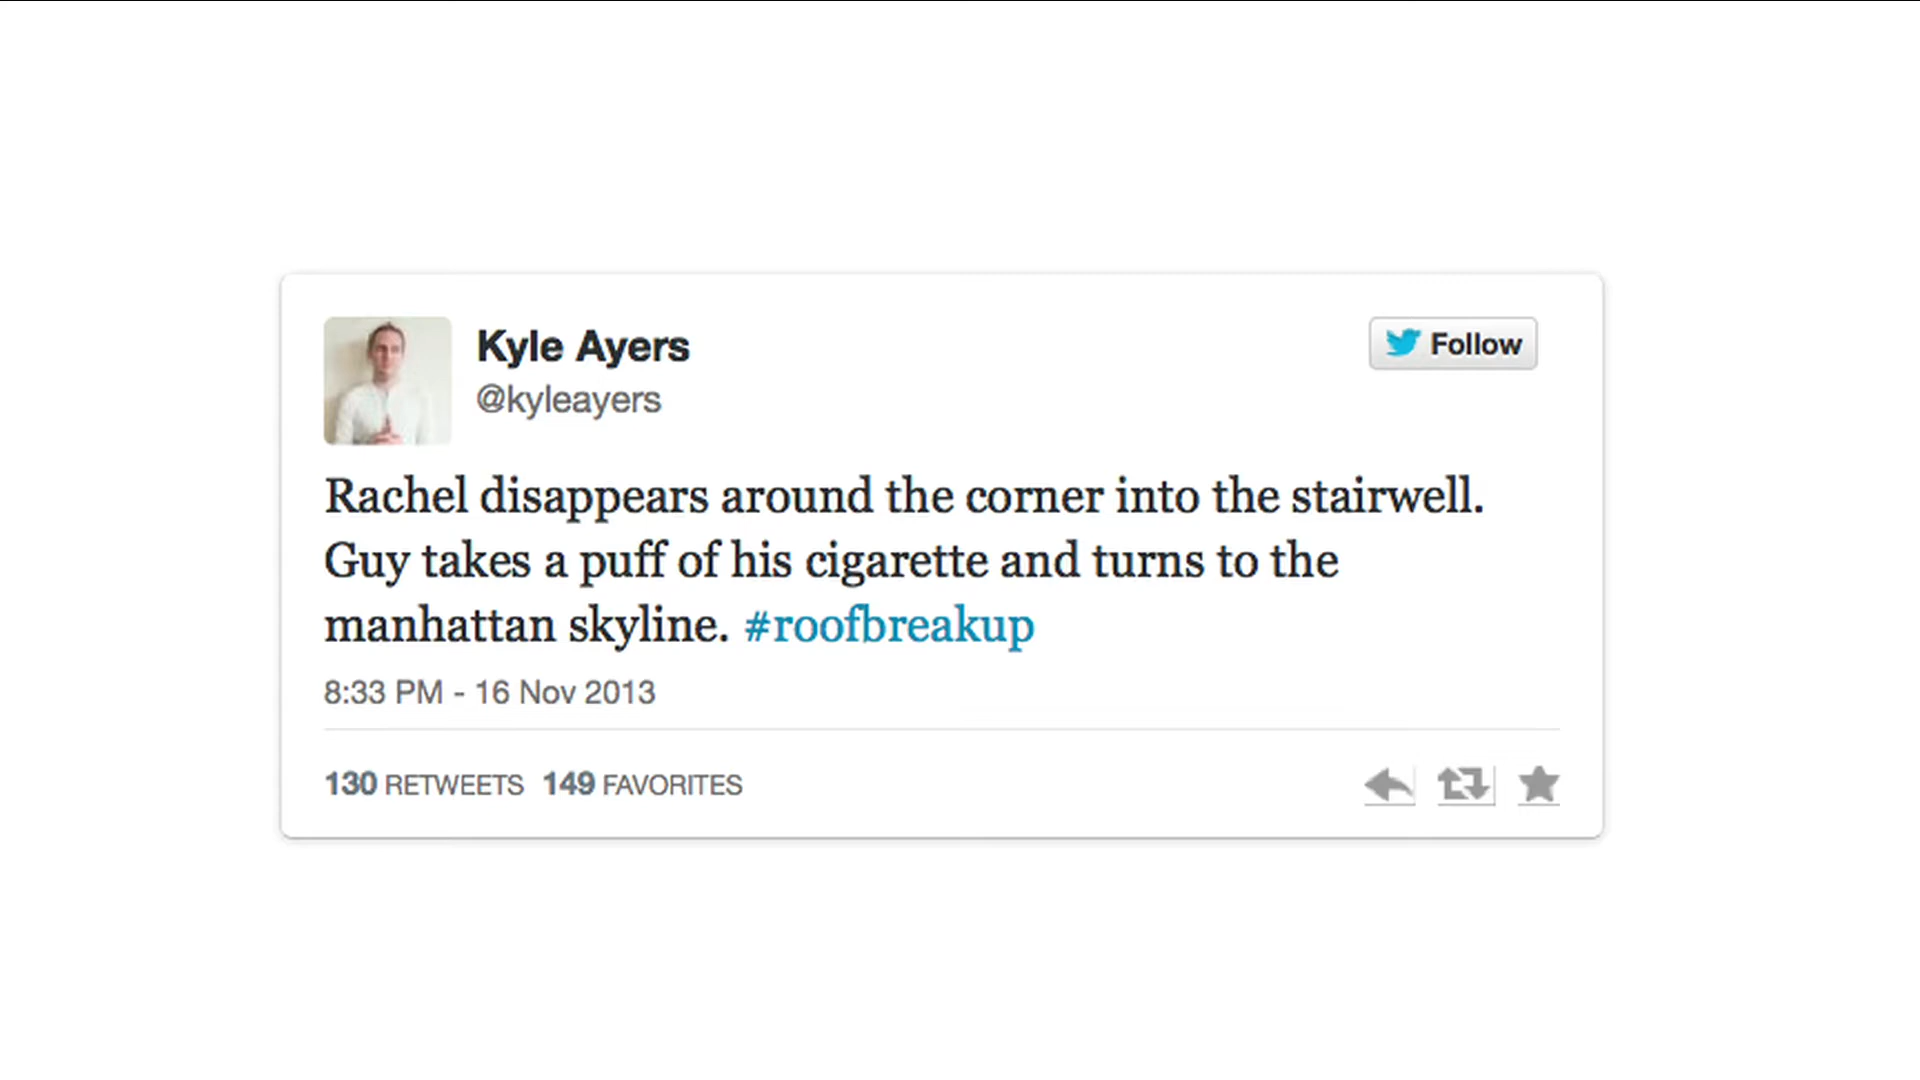 Kyle Ayers
@kyleayers
Follow
Rachel disappears around the corner into the stairwell.
Guy takes a puff of his cigarette and turns to the
manhattan skyline. #roofbreakup
8:33 PM - 16 Nov 2013
130 RETWEETS 149 FAVORITES